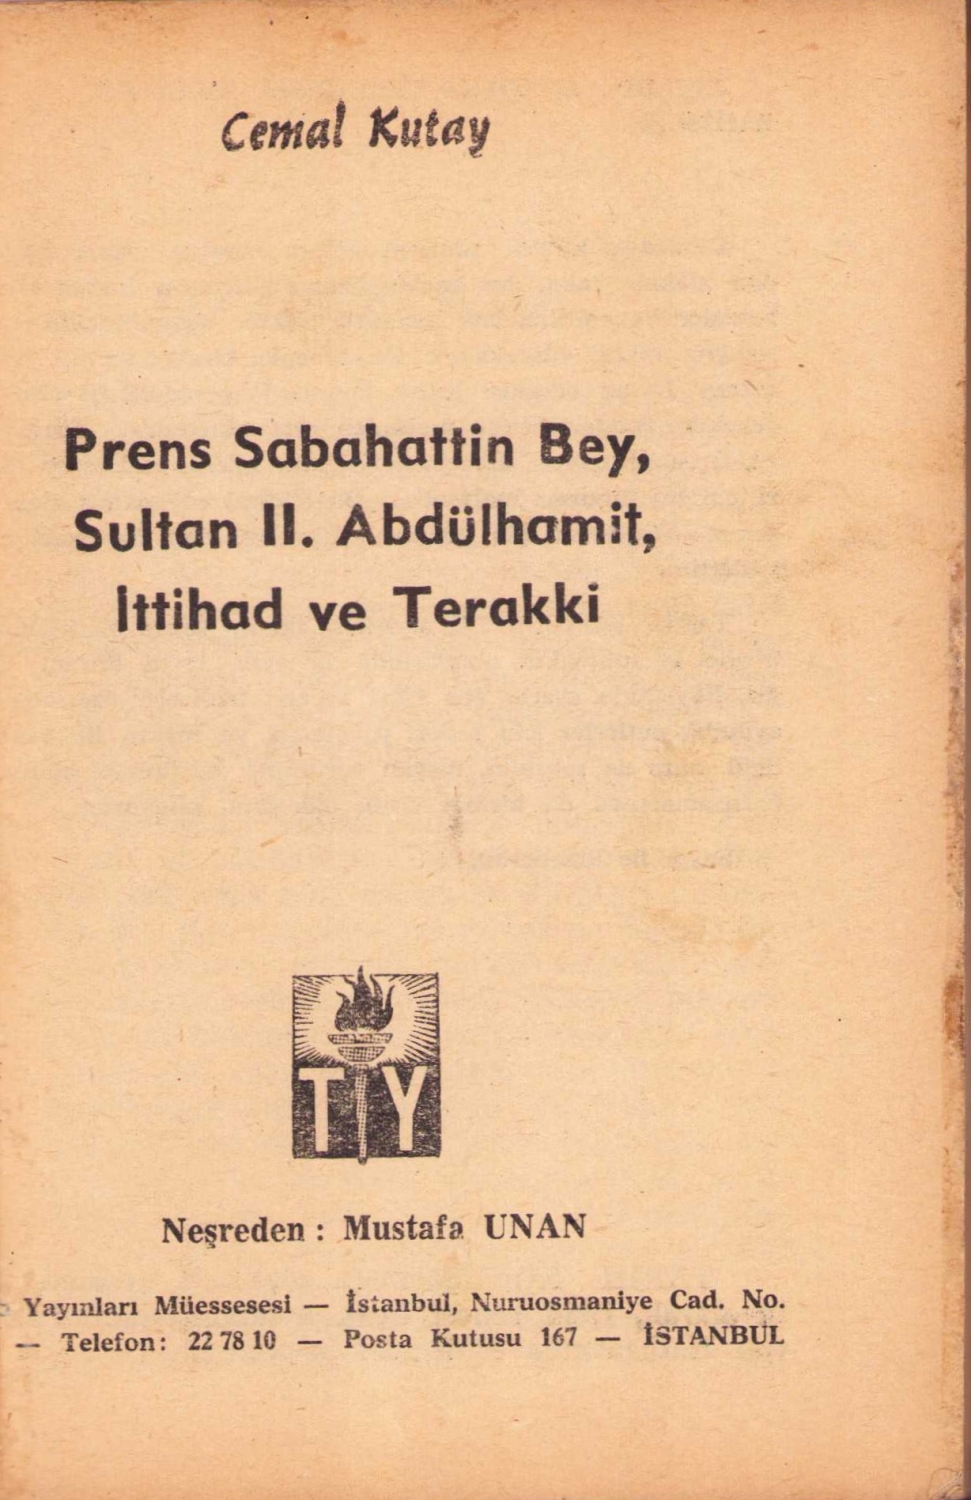 Cemal Kutay
Prens Sabahattin Bey,
Sultan II. Abdülhamit,
İttihad ve Terakki
T Y
Neşreden : Mustafa UNAN
Yayınları Müessesesi — İstanbul, Nuruosmaniye Cad. No.
— Telefon: 22 78 10 — Posta Kutusu 167 — İSTANBUL